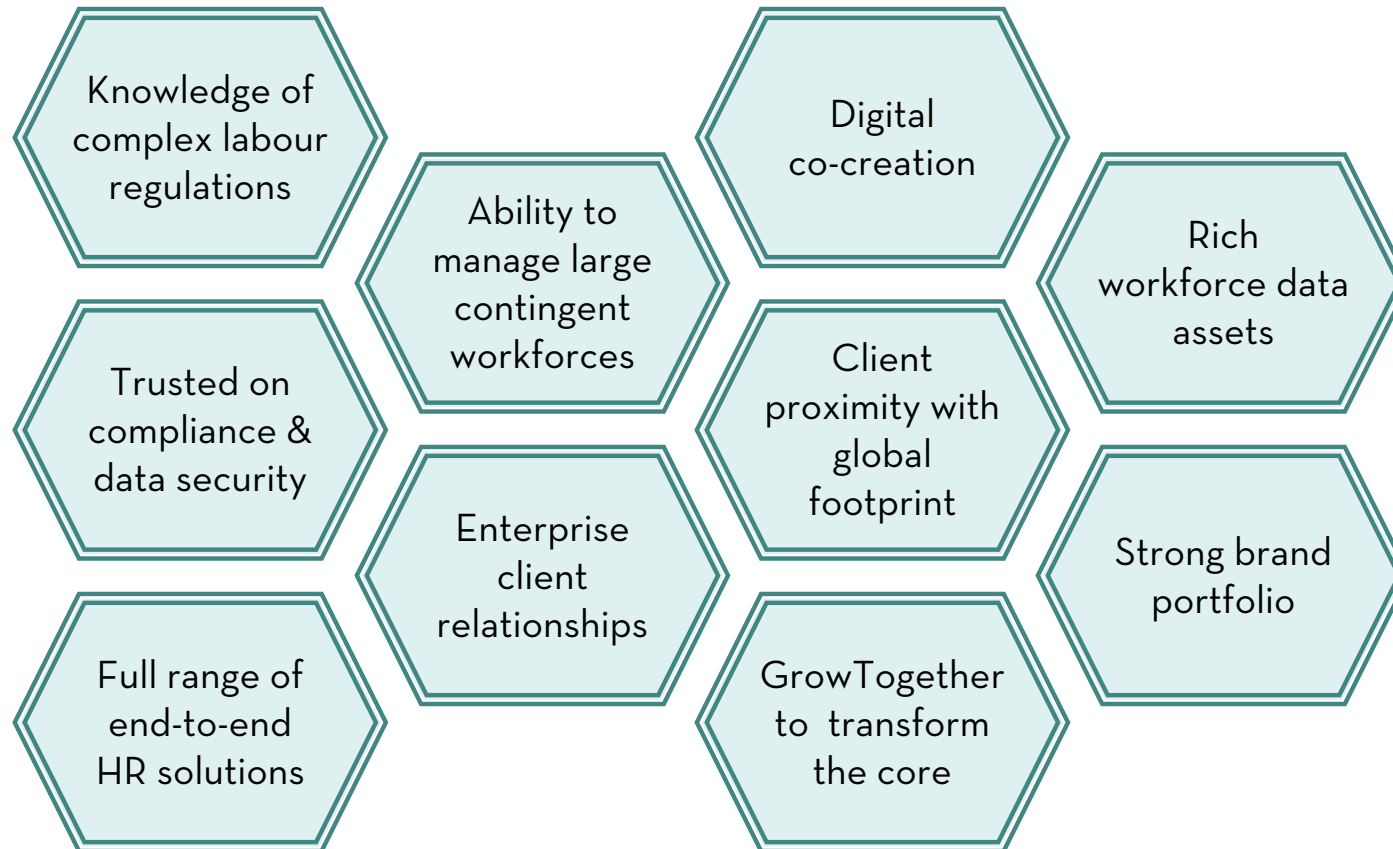 Knowledge of
complex labour
regulations
Digital
co-creation
Ability to
manage large
contingent
workforces
Rich
workforce data
assets
Trusted on
compliance &
data security
Client
proximity with
global
footprint
Enterprise
client
relationships
Strong brand
portfolio
Full range of
end-to-end
HR solutions
GrowTogether
to  transform
the core